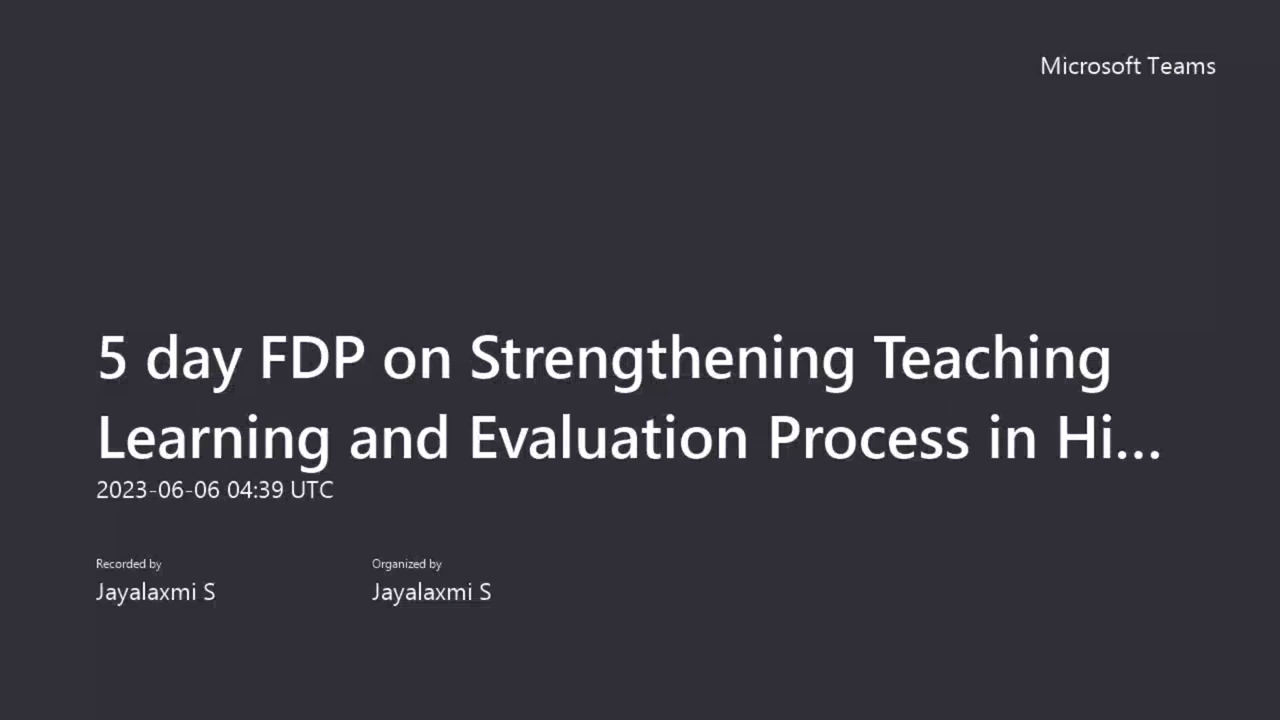 Microsoft Teams
5 day FDP on Strengthening Teaching
Learning and Evaluation Process in Hi...
2023-06-06 04:39 UTC
Recorded by
Jayalaxmi S
Organized by
Jayalaxmi S